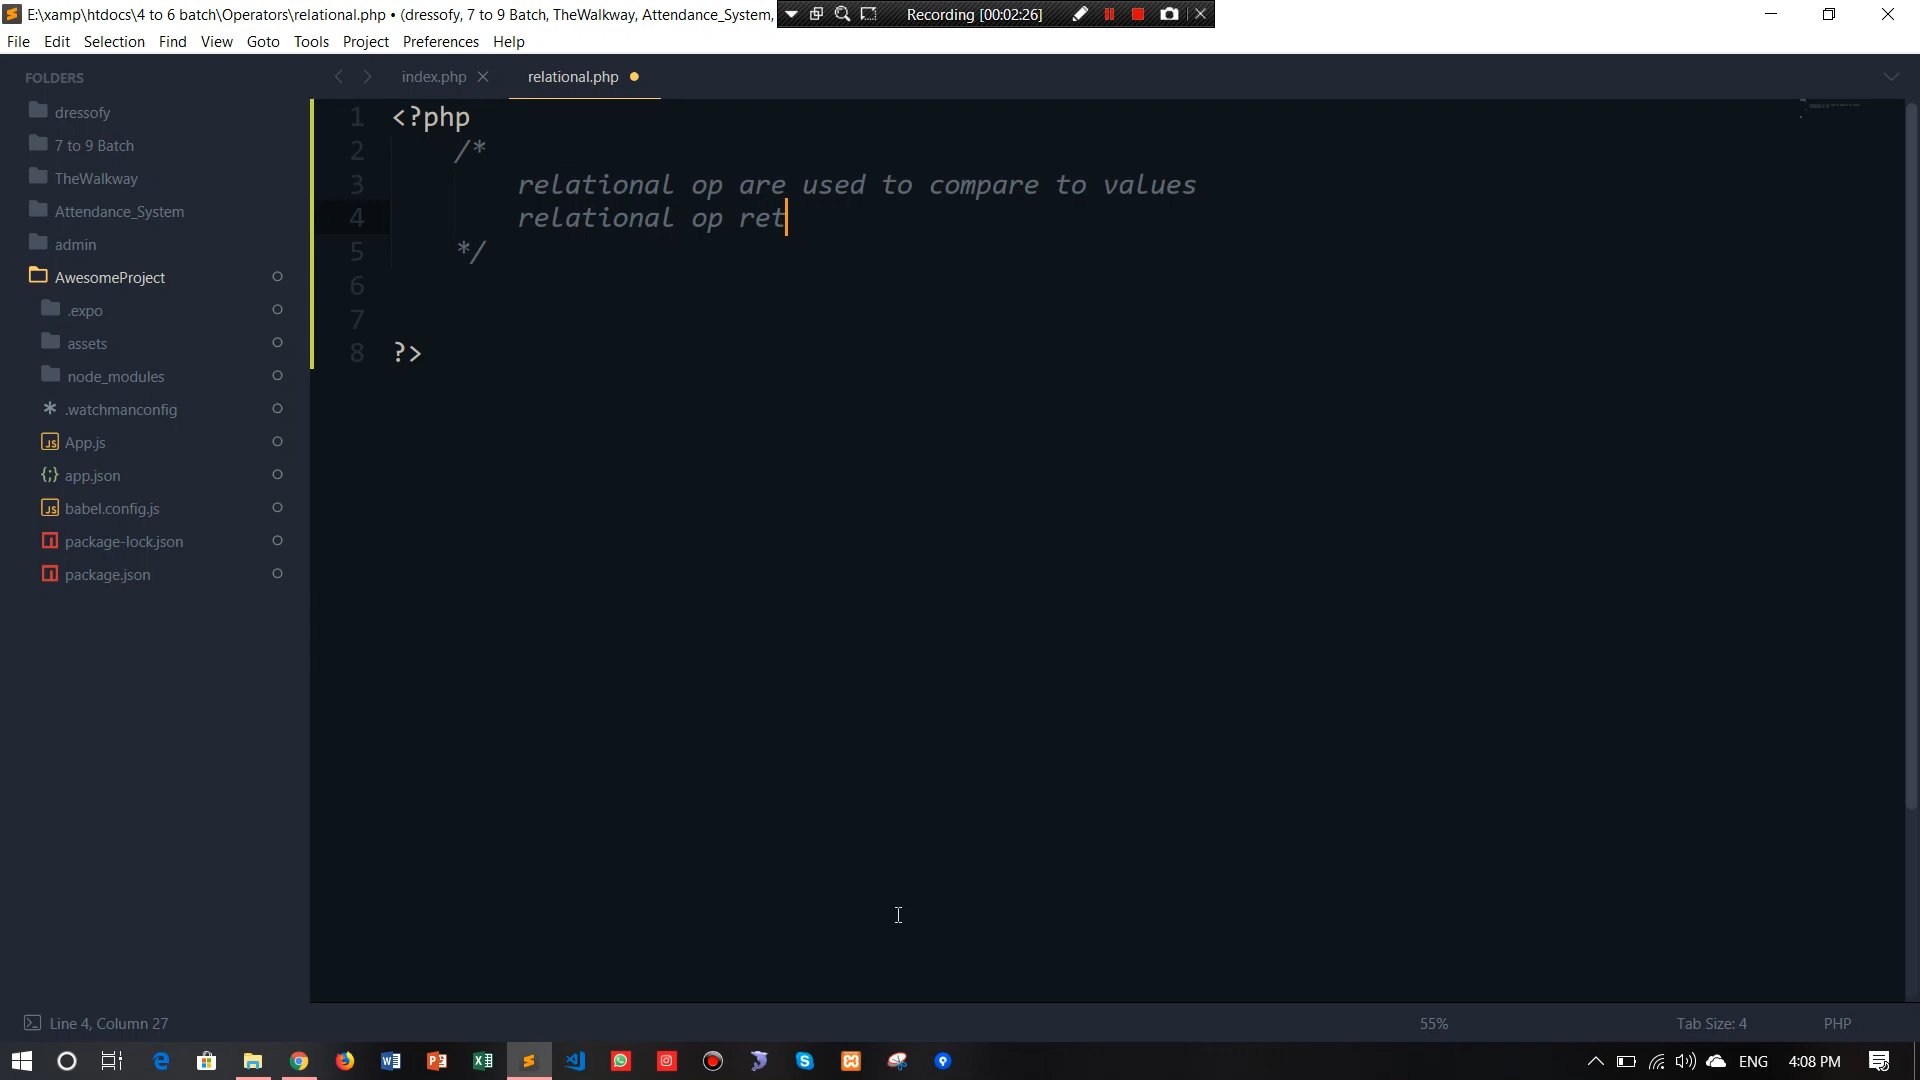 E:\xamp\htdocs\4 to 6 batch\Operators\relational.php • (dressofy, 7 to 9 Batch, TheWalkway, Attendance_System,
Recording [00:02:26]
File Edit Selection Find View Goto Tools Project Preferences Help
FOLDERS
dressofy
7 to 9 Batch
TheWalkway
Attendance_System
admin
AwesomeProject
.expo
assets
node_modules
.watchmanconfig
App.js
app.json
babel.config.js
package-lock.json
package.json
index.php
relational.php
1 <?php
2 /*
3 relational op are used to compare to values
4 relational op ret
5 */
6
7
8 ?>
Line 4, Column 27
55%
Tab Size: 4
PHP
ENG
4:08 PM